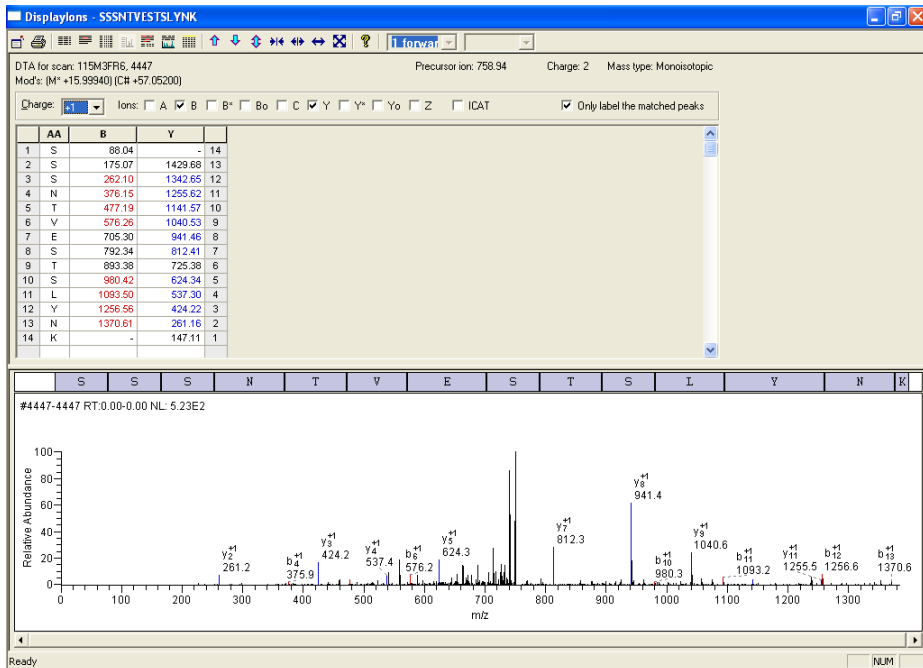 DisplayIons - SSSNTVESTSLYNK
1 forwar
DTA for scan: 115M3FR6, 4447 Precursor ion: 758.94 Charge: 2 Mass type: Monoisotopic
Mod's: (M* +15.99940) (C# +57.05200)
Charge: +1 Ions: A B B* Bo C Y Y* Yo Z ICAT Only label the matched peaks
AA B Y
1 S 88.04 - 14
2 S 175.07 1429.68 13
3 S 262.10 1342.65 12
4 N 376.15 1255.62 11
5 T 477.19 1141.57 10
6 V 576.26 1040.53 9
7 E 705.30 941.46 8
8 S 792.34 812.41 7
9 T 893.38 725.38 6
10 S 980.42 624.34 5
11 L 1093.50 537.30 4
12 Y 1256.56 424.22 3
13 N 1370.61 261.16 2
14 K - 147.11 1
S S S N T V E S T S L Y N K
#4447-4447 RT:0.00-0.00 NL: 5.23E2
Relative Abundance
100
80
60
40
20
0
y8+1
941.4
y7+1
812.3
y9+1
1040.6
y5+1
624.3
y3+1
424.2
y4+1
537.4
b6+1
576.2
y2+1
261.2
b4+1
375.9
b10+1
980.3
b11+1
1093.2
y11+1
1255.5
b12+1
1256.6
b13+1
1370.6
0 100 200 300 400 500 600 700 800 900 1000 1100 1200 1300
m/z
Ready NUM